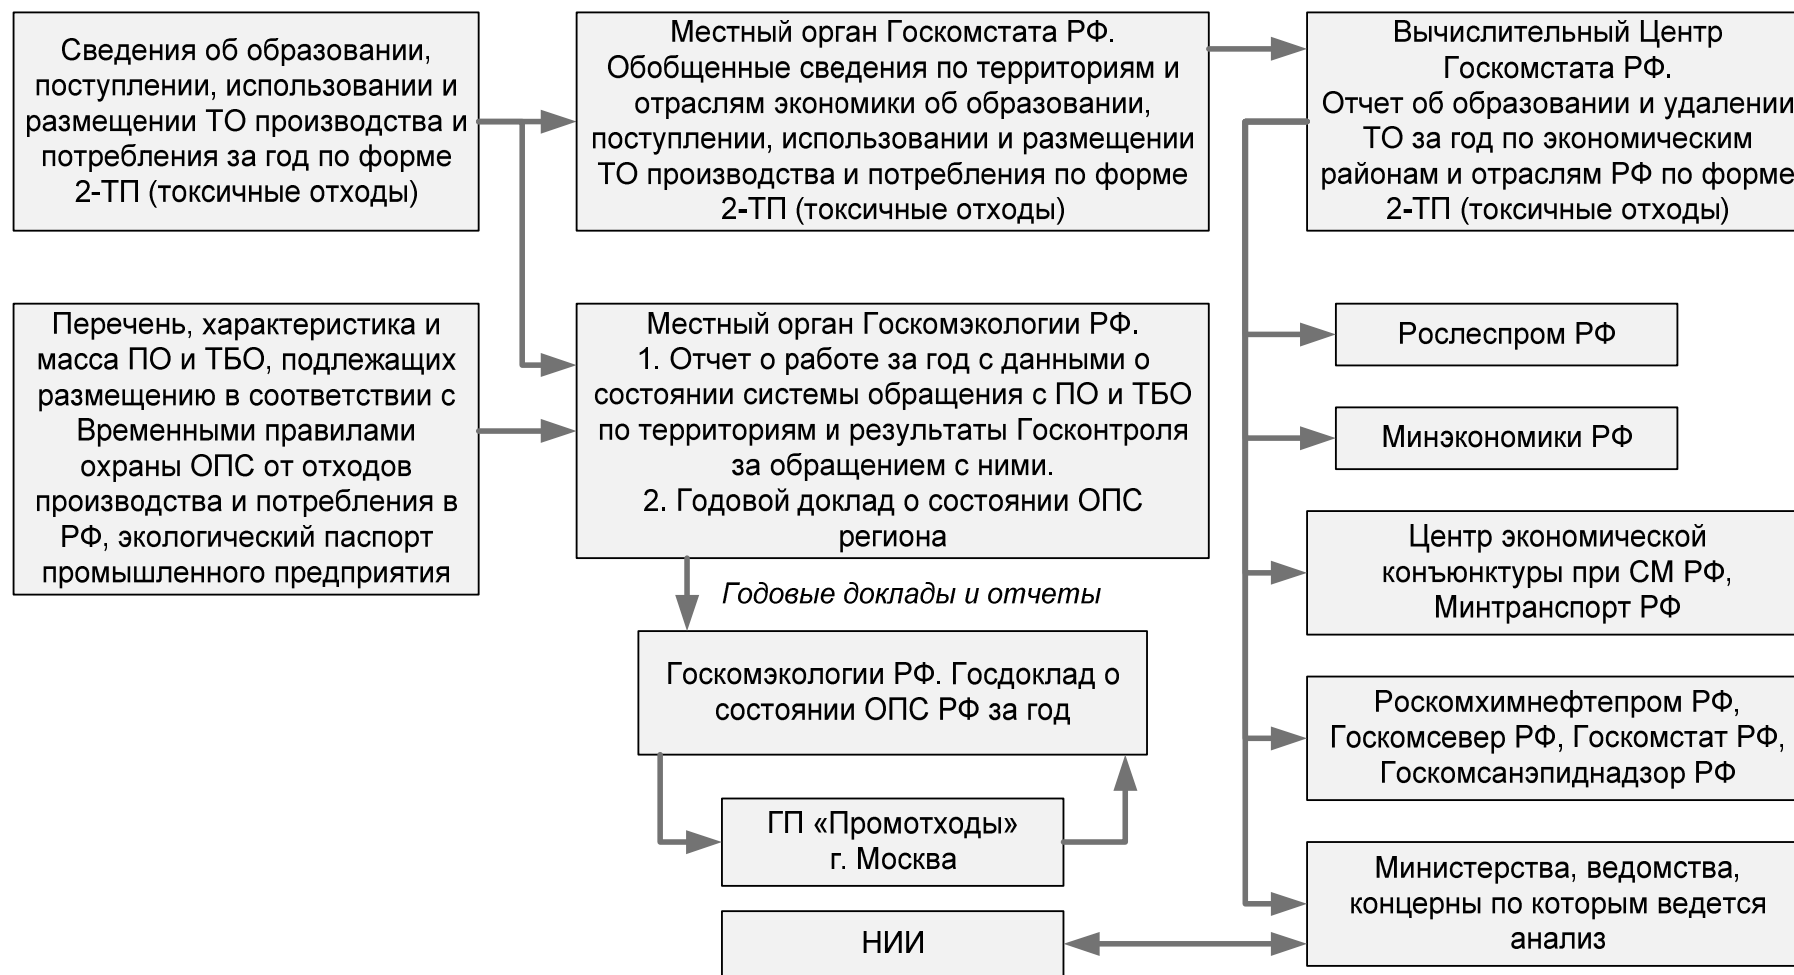 Сведения об образовании,
поступлении, использовании и
размещении ТО производства и
потребления за год по форме
2-ТП (токсичные отходы)
Местный орган Госкомстата РФ.
Обобщенные сведения по территориям и
отраслям экономики об образовании,
поступлении, использовании и размещении
ТО производства и потребления по форме
2-ТП (токсичные отходы)
Вычислительный Центр
Госкомстата РФ.
Отчет об образовании и удалении
ТО за год по экономическим
районам и отраслям РФ по форме
2-ТП (токсичные отходы)
Перечень, характеристика и
масса ПО и ТБО, подлежащих
размещению в соответствии с
Временными правилами
охраны ОПС от отходов
производства и потребления в
РФ, экологический паспорт
промышленного предприятия
Местный орган Госкомэкологии РФ.
1. Отчет о работе за год с данными о
состоянии системы обращения с ПО и ТБО
по территориям и результаты Госконтроля
за обращением с ними.
2. Годовой доклад о состоянии ОПС
региона
Рослеспром РФ
Минэкономики РФ
Центр экономической
конъюнктуры при СМ РФ,
Минтранспорт РФ
Годовые доклады и отчеты
Госкомэкологии РФ. Госдоклад о
состоянии ОПС РФ за год
Роскомхимнефтепром РФ,
Госкомсевер РФ, Госкомстат РФ,
Госкомсанэпиднадзор РФ
ГП «Промотходы»
г. Москва
Министерства, ведомства,
концерны по которым ведется
анализ
НИИ